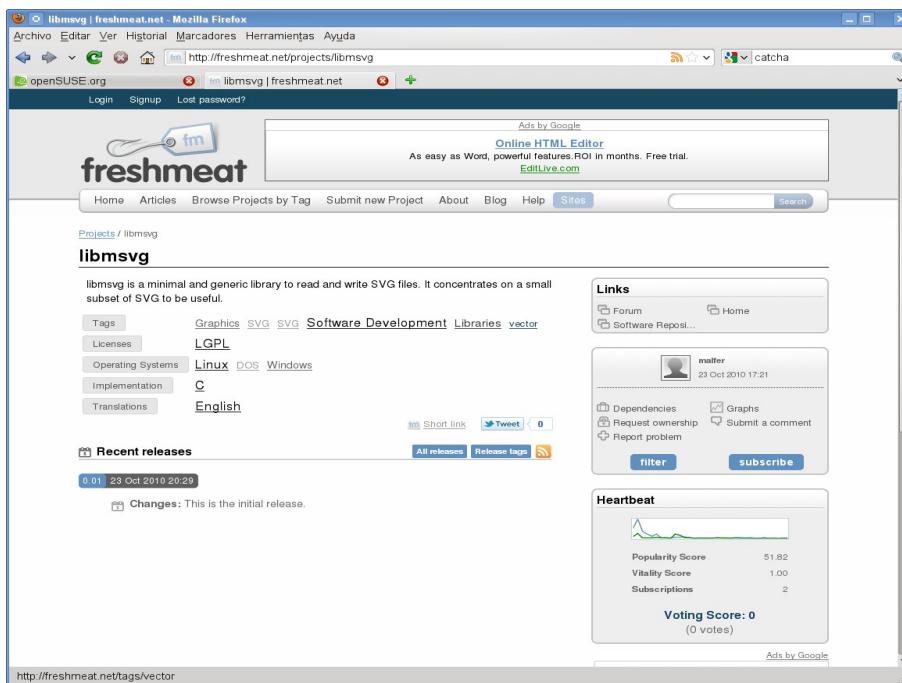 libmsvg | freshmeat.net - Mozilla Firefox
Archivo Editar Ver Historial Marcadores Herramientas Ayuda
http://freshmeat.net/projects/libmsvg
catcha
openSUSE.org
libmsvg | freshmeat.net
Login Signup Lost password?
fm
freshmeat
Ads by Google
Online HTML Editor
As easy as Word, powerful features.ROI in months. Free trial.
EditLive.com
Home Articles Browse Projects by Tag Submit new Project About Blog Help Sites
Search
Projects / libmsvg
libmsvg
libmsvg is a minimal and generic library to read and write SVG files. It concentrates on a small
subset of SVG to be useful.
Tags Graphics SVG SVG Software Development Libraries vector
Licenses LGPL
Operating Systems Linux DOS Windows
Implementation C
Translations English
fm Short link Tweet 0
Recent releases
All releases Release tags
0.01 23 Oct 2010 20:29
Changes: This is the initial release.
Links
Forum Home
Software Reposi...
malfer
23 Oct 2010 17:21
Dependencies Graphs
Request ownership Submit a comment
Report problem
filter subscribe
Heartbeat
Popularity Score 51.82
Vitality Score 1.00
Subscriptions 2
Voting Score: 0
(0 votes)
Ads by Google
http://freshmeat.net/tags/vector